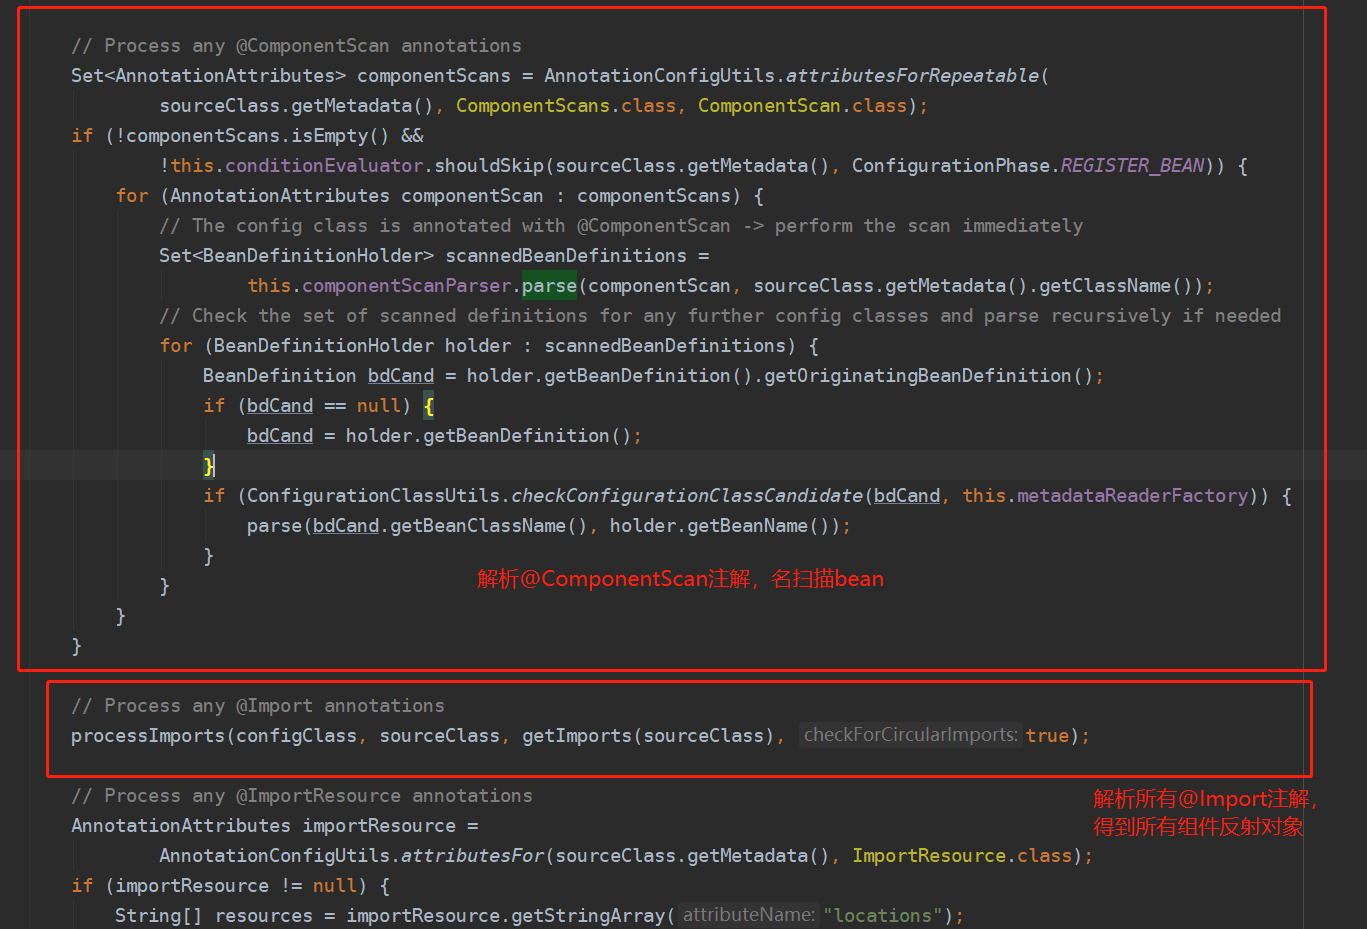 // Process any @ComponentScan annotations
Set<AnnotationAttributes> componentScans = AnnotationConfigUtils.attributesForRepeatable(
sourceClass.getMetadata(), ComponentScans.class, ComponentScan.class);
if (!componentScans.isEmpty() &&
!this.conditionEvaluator.shouldSkip(sourceClass.getMetadata(), ConfigurationPhase.REGISTER_BEAN)) {
for (AnnotationAttributes componentScan : componentScans) {
// The config class is annotated with @ComponentScan -> perform the scan immediately
Set<BeanDefinitionHolder> scannedBeanDefinitions =
this.componentScanParser.parse(componentScan, sourceClass.getMetadata().getClassName());
// Check the set of scanned definitions for any further config classes and parse recursively if needed
for (BeanDefinitionHolder holder : scannedBeanDefinitions) {
BeanDefinition bdCand = holder.getBeanDefinition().getOriginatingBeanDefinition();
if (bdCand == null) {
bdCand = holder.getBeanDefinition();
}
if (ConfigurationClassUtils.checkConfigurationClassCandidate(bdCand, this.metadataReaderFactory)) {
parse(bdCand.getBeanClassName(), holder.getBeanName());
}
解析@ComponentScan注解，名扫描bean
}
}
}
// Process any @Import annotations
processImports(configClass, sourceClass, getImports(sourceClass), checkForCircularImports: true);
// Process any @ImportResource annotations
解析所有@Import注解，
得到所有组件反射对象
AnnotationAttributes importResource =
AnnotationConfigUtils.attributesFor(sourceClass.getMetadata(), ImportResource.class);
if (importResource != null) {
String[] resources = importResource.getStringArray( attributeName: "locations");